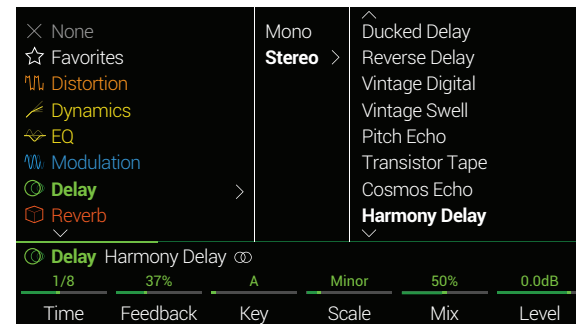 None
Favorites
Distortion
Dynamics
EQ
Modulation
Delay
Reverb
Mono
Stereo
Ducked Delay
Reverse Delay
Vintage Digital
Vintage Swell
Pitch Echo
Transistor Tape
Cosmos Echo
Harmony Delay
Delay Harmony Delay
1/8 37% A Minor 50% 0.0dB
Time Feedback Key Scale Mix Level